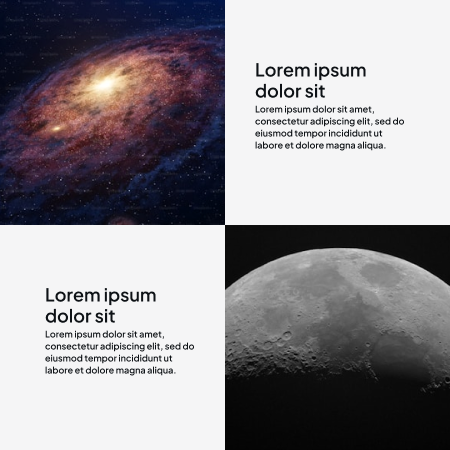 Lorem ipsum
dolor sit
Lorem ipsum dolor sit amet,
consectetur adipiscing elit, sed do
eiusmod tempor incididunt ut
labore et dolore magna aliqua.
Lorem ipsum
dolor sit
Lorem ipsum dolor sit amet,
consectetur adipiscing elit, sed do
eiusmod tempor incididunt ut
labore et dolore magna aliqua.